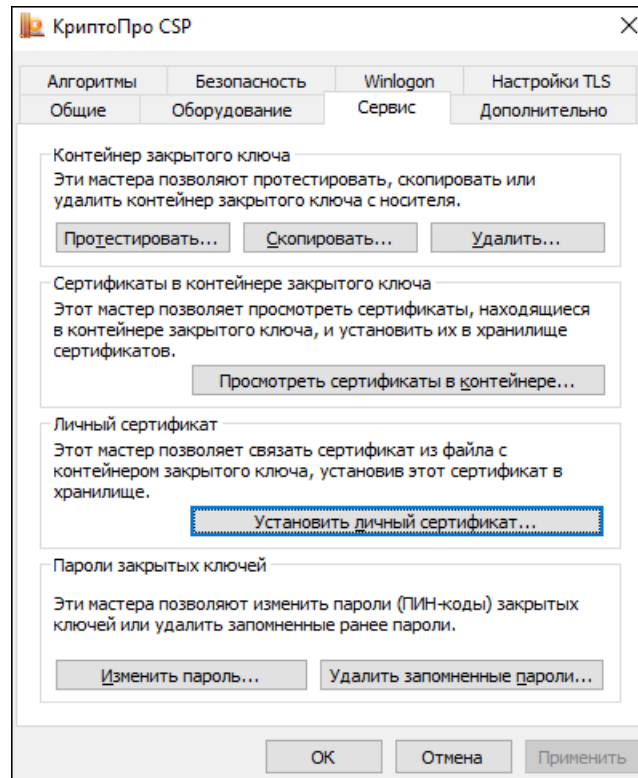 КриптоПро CSP
Алгоритмы Безопасность Winlogon Настройки TLS
Общие Оборудование Сервис Дополнительно
Контейнер закрытого ключа
Эти мастера позволяют протестировать, скопировать или
удалить контейнер закрытого ключа с носителя.
Протестировать... Скопировать... Удалить...
Сертификаты в контейнере закрытого ключа
Этот мастер позволяет просмотреть сертификаты, находящиеся
в контейнере закрытого ключа, и установить их в хранилище
сертификатов.
Просмотреть сертификаты в контейнере...
Личный сертификат
Этот мастер позволяет связать сертификат из файла с
контейнером закрытого ключа, установив этот сертификат в
хранилище.
Установить личный сертификат...
Пароли закрытых ключей
Эти мастера позволяют изменить пароли (ПИН-коды) закрытых
ключей или удалить запомненные ранее пароли.
Изменить пароль... Удалить запомненные пароли...
ОК Отмена Применить